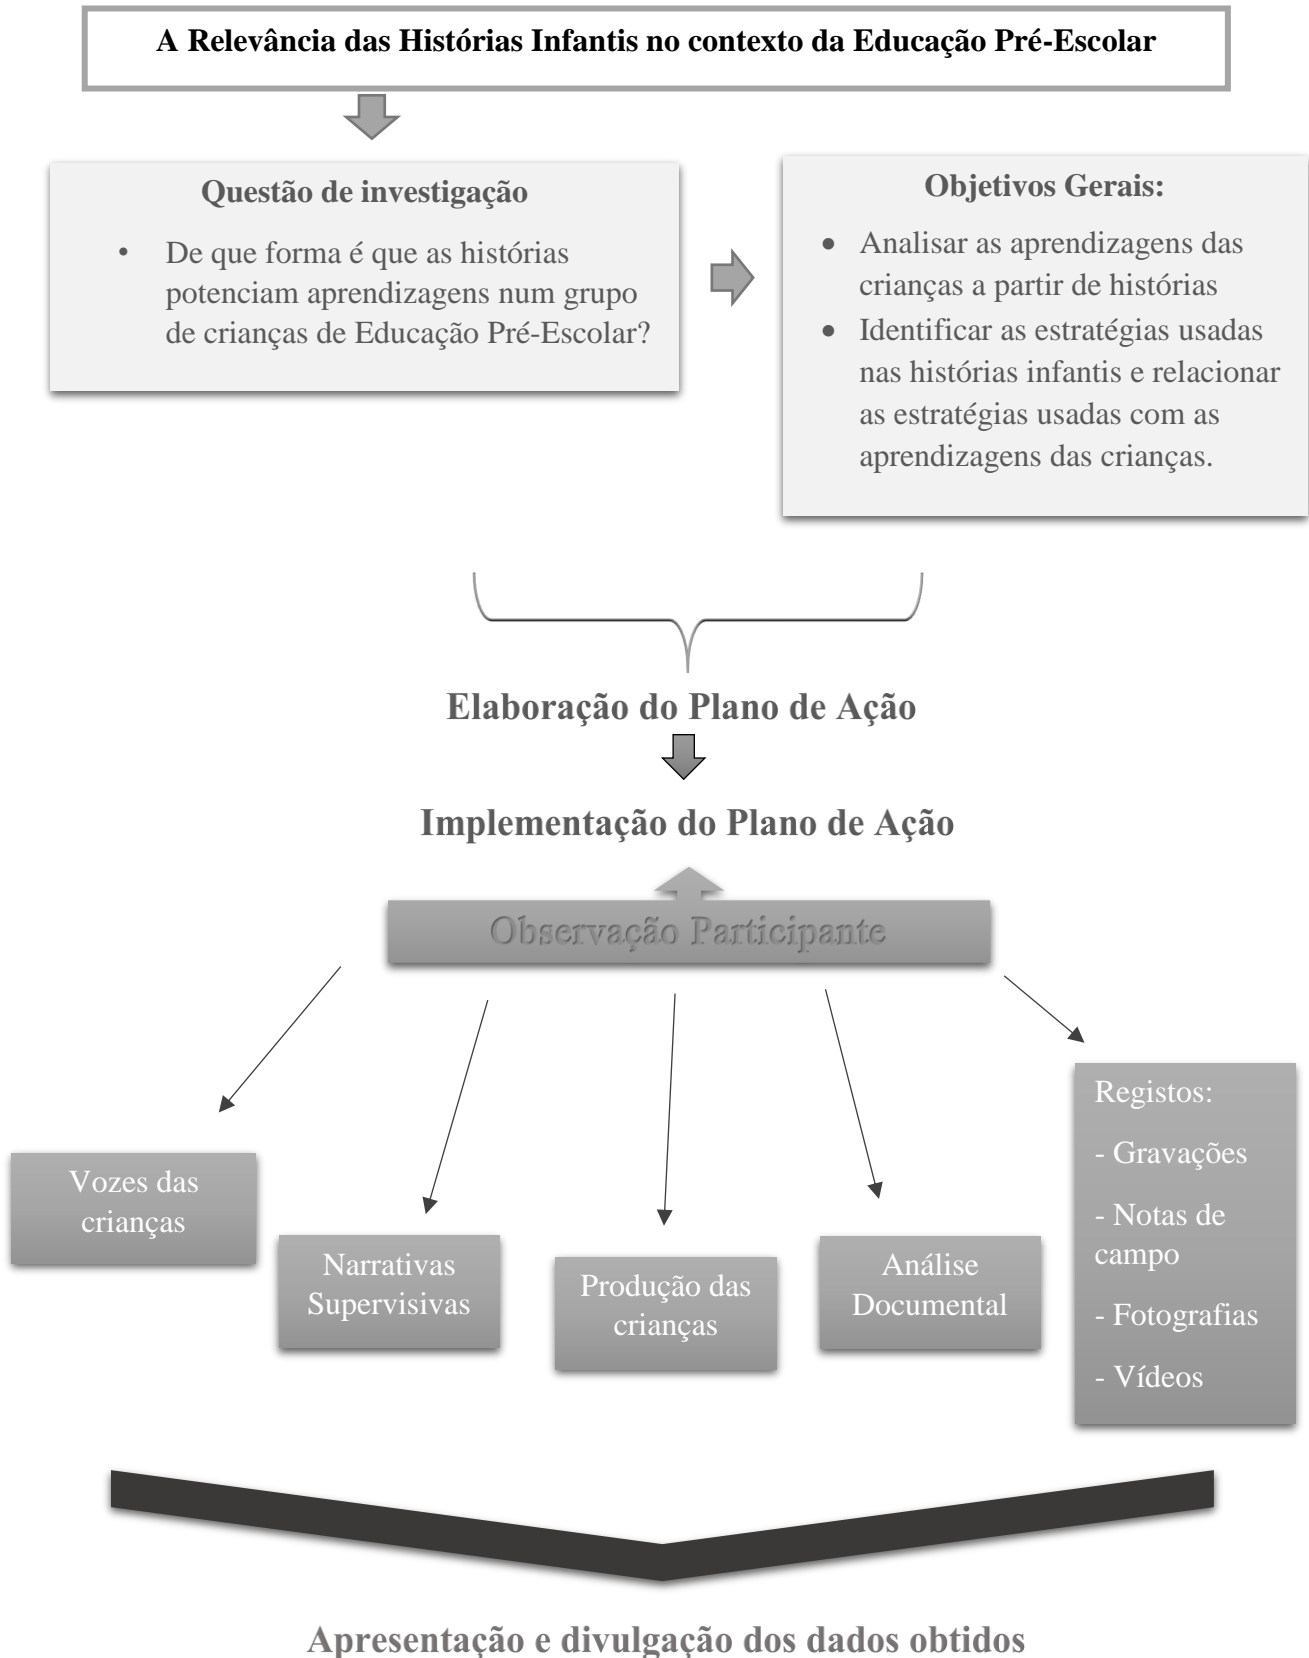 A Relevância das Histórias Infantis no contexto da Educação Pré-Escolar
Questão de investigação
• De que forma é que as histórias
potenciam aprendizagens num grupo
de crianças de Educação Pré-Escolar?
Objetivos Gerais:
• Analisar as aprendizagens das
crianças a partir de histórias
• Identificar as estratégias usadas
nas histórias infantis e relacionar
as estratégias usadas com as
aprendizagens das crianças.
Elaboração do Plano de Ação
Implementação do Plano de Ação
Observação Participante
Vozes das
crianças
Narrativas
Supervisivas
Produção das
crianças
Análise
Documental
Registos:
- Gravações
- Notas de
campo
- Fotografias
- Vídeos
Apresentação e divulgação dos dados obtidos